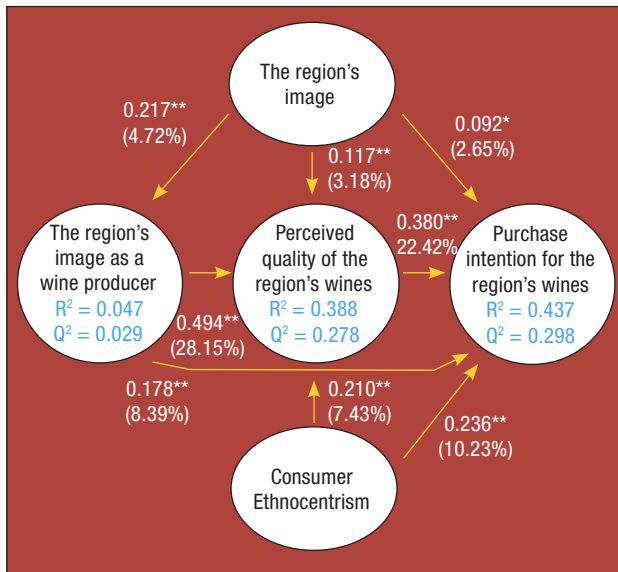 The region's
image
0.217**
(4.72%)
0.117**
(3.18%)
0.092*
(2.65%)
The region's
image as a
wine producer
R² = 0.047
Q² = 0.029
Perceived
quality of the
region's wines
R² = 0.388
Q² = 0.278
0.380**
22.42%
Purchase
intention for the
region's wines
R² = 0.437
Q² = 0.298
0.494**
(28.15%)
0.178**
(8.39%)
0.210**
(7.43%)
0.236**
(10.23%)
Consumer
Ethnocentrism